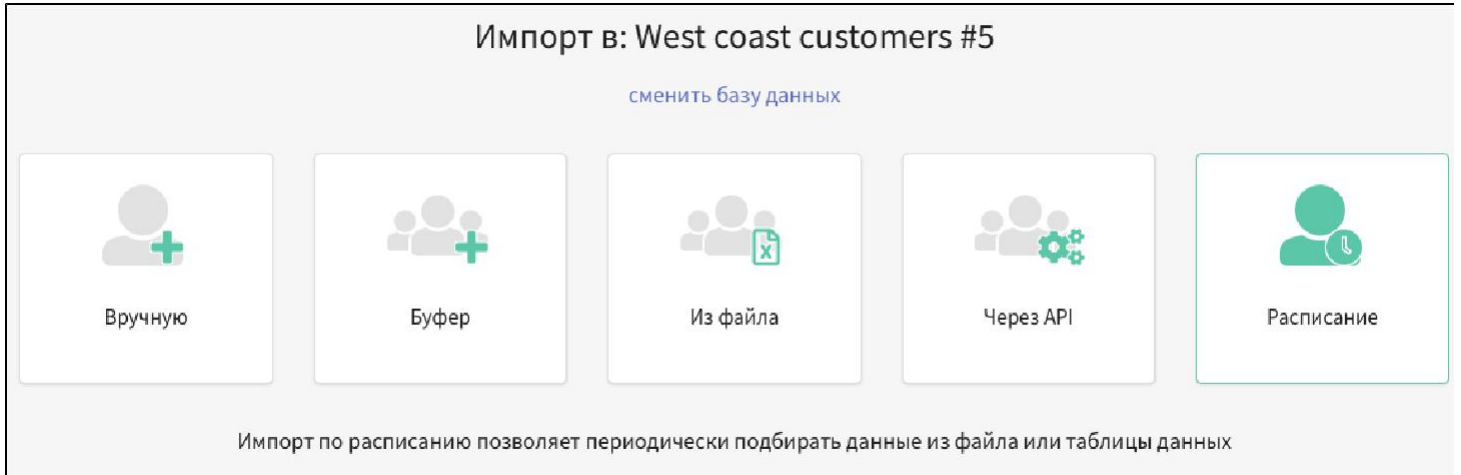 Импорт в: West coast customers #5
сменить базу данных
Вручную
Буфер
Из файла
Через API
Расписание
Импорт по расписанию позволяет периодически подбирать данные из файла или таблицы данных